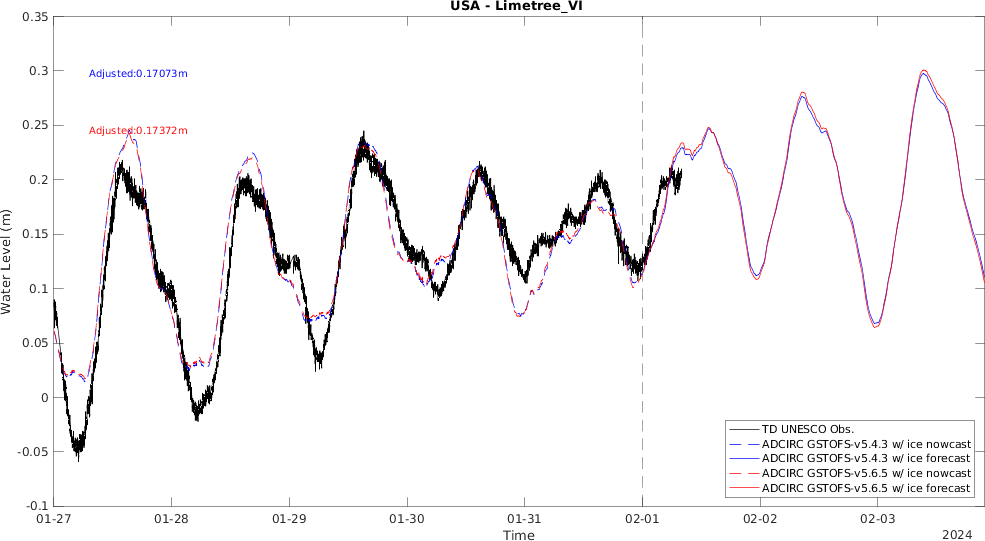 USA - Limetree_VI
0.35
0.3
0.25
0.2
0.15
0.1
0.05
0
-0.05
-0.1
Water Level (m)
Adjusted:0.17073m
Adjusted:0.17372m
TD UNESCO Obs.
ADCIRC GSTOFS-v5.4.3 w/ ice nowcast
ADCIRC GSTOFS-v5.4.3 w/ ice forecast
ADCIRC GSTOFS-v5.6.5 w/ ice nowcast
ADCIRC GSTOFS-v5.6.5 w/ ice forecast
01-27 01-28 01-29 01-30 01-31 02-01 02-02 02-03
Time
2024